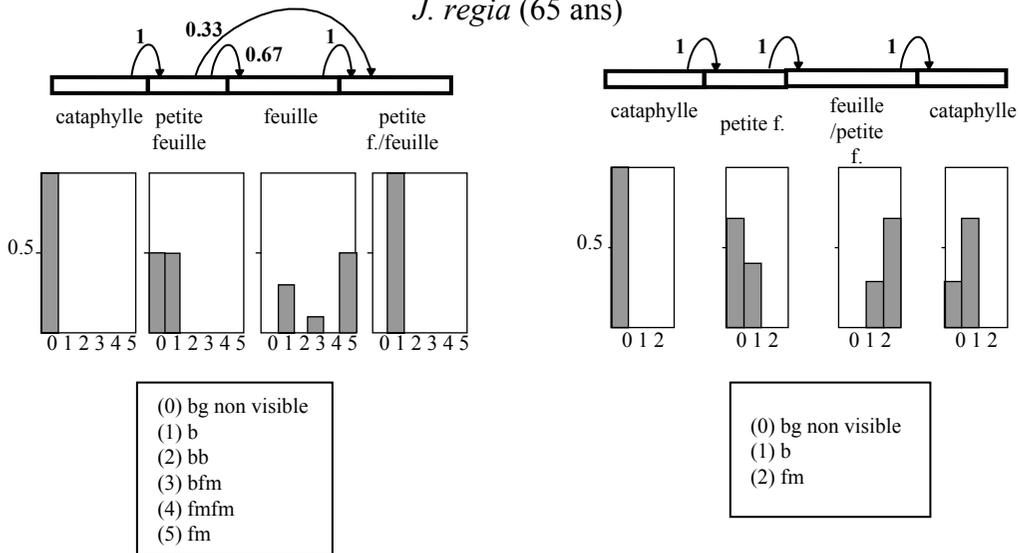 J. regia (65 ans)
1 0.33 0.67 1
cataphylle petite feuille feuille petite f./feuille
0.5
0 1 2 3 4 5 0 1 2 3 4 5 0 1 2 3 4 5 0 1 2 3 4 5
(0) bg non visible
(1) b
(2) bb
(3) bfm
(4) fmfm
(5) fm
1 1 1
cataphylle petite f. feuille /petite f. cataphylle
0.5
0 1 2 0 1 2 0 1 2 0 1 2
(0) bg non visible
(1) b
(2) fm